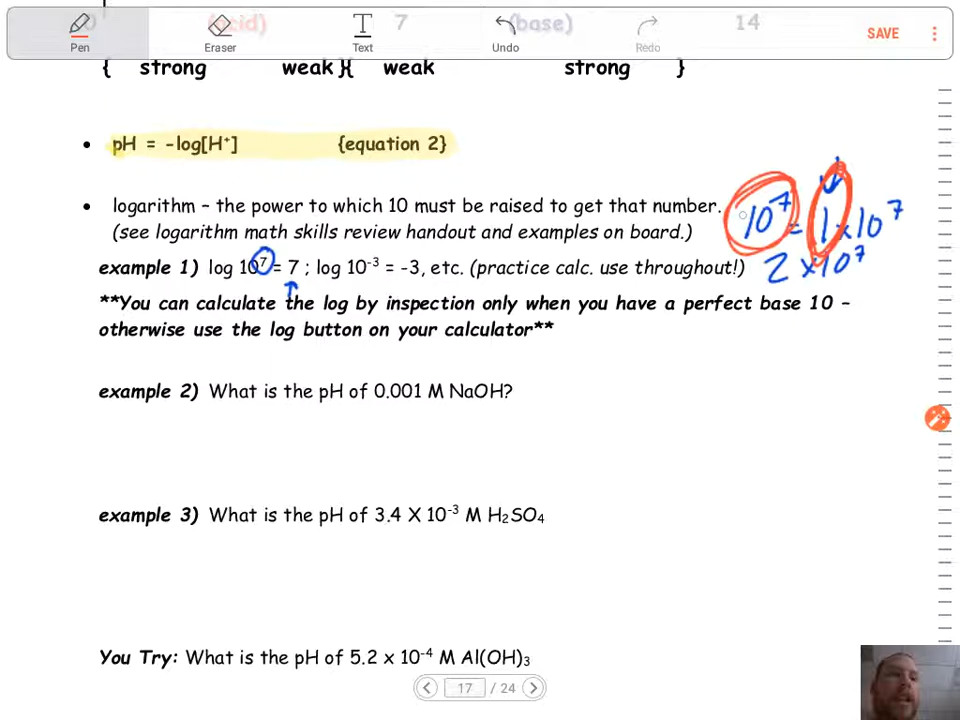 0 (acid) 7 (base) 14
Pen Eraser Text Undo Redo SAVE
{ strong weak }{ weak strong }
• pH = -log[H⁺] {equation 2}
• logarithm – the power to which 10 must be raised to get that number.
(see logarithm math skills review handout and examples on board.)
10⁷ = 1 x 10⁷
2 x 10⁷
example 1) log 10⁷ = 7 ; log 10⁻³ = -3, etc. (practice calc. use throughout!)
**You can calculate the log by inspection only when you have a perfect base 10 –
otherwise use the log button on your calculator**
example 2) What is the pH of 0.001 M NaOH?
example 3) What is the pH of 3.4 X 10⁻³ M H₂SO₄
You Try: What is the pH of 5.2 x 10⁻⁴ M Al(OH)₃
17 / 24